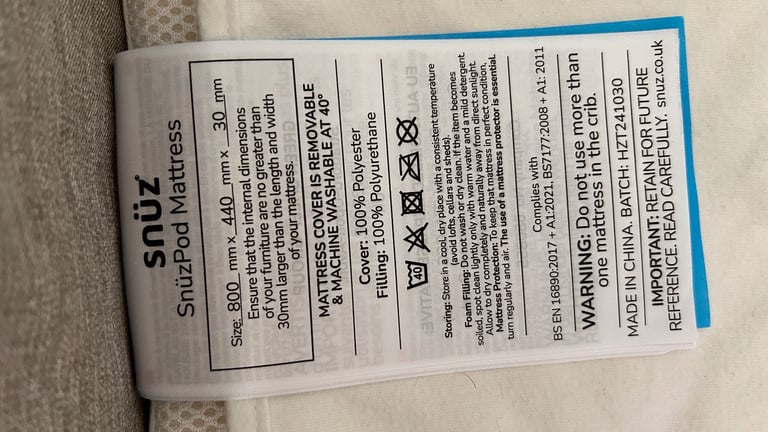 snüz
SnüzPod Mattress
Size: 800 mm x 440 mm x 30 mm
Ensure that the internal dimensions
of your furniture are no greater than
30mm larger than the length and width
of your mattress.
MATTRESS COVER IS REMOVABLE
& MACHINE WASHABLE AT 40°
Cover: 100% Polyester
Filling: 100% Polyurethane
40
Storing: Store in a cool, dry place with a consistent temperature
(avoid lofts, cellars and sheds).
Foam Filling: Do not wash or dry clean. If the item becomes
soiled, spot clean lightly only with warm water and a mild detergent.
Allow to dry completely and naturally away from direct sunlight.
Mattress Protection: To keep that mattress in perfect condition,
turn regularly and air. The use of a mattress protector is essential.
Complies with
BS EN 16890:2017 + A1:2021, BS7177:2008 + A1: 2011
WARNING: Do not use more than
one mattress in the crib.
MADE IN CHINA. BATCH: HZT241030
IMPORTANT: RETAIN FOR FUTURE
REFERENCE. READ CAREFULLY. snuz.co.uk